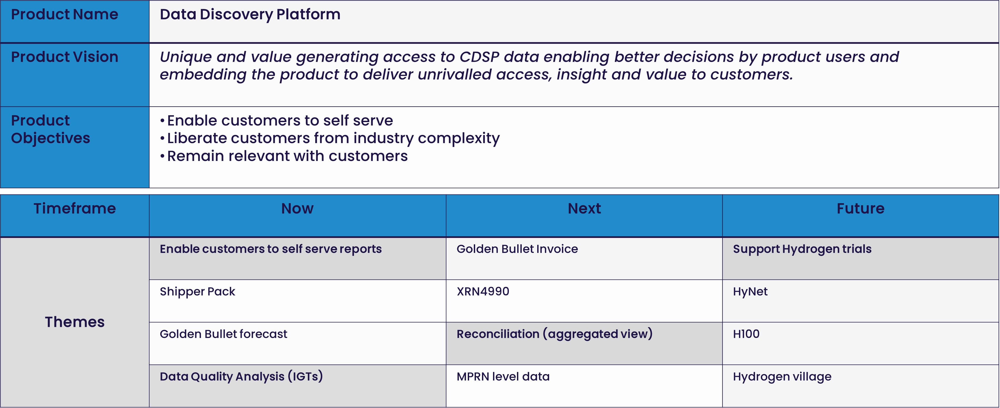 Product Name
Data Discovery Platform
Product Vision
Unique and value generating access to CDSP data enabling better decisions by product users and
embedding the product to deliver unrivalled access, insight and value to customers.
Product
Objectives
• Enable customers to self serve
• Liberate customers from industry complexity
• Remain relevant with customers
Timeframe
Now
Next
Future
Themes
Enable customers to self serve reports
Golden Bullet Invoice
Support Hydrogen trials
Shipper Pack
XRN4990
HyNet
Golden Bullet forecast
Reconciliation (aggregated view)
H100
Data Quality Analysis (IGTs)
MPRN level data
Hydrogen village